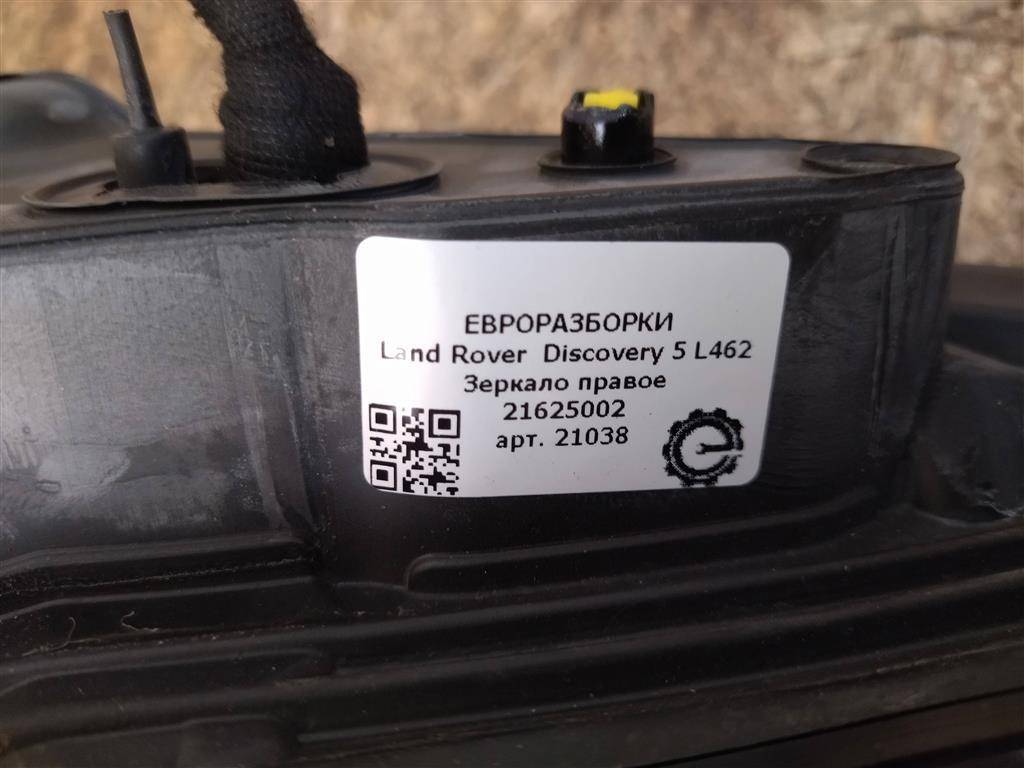 ЕВРОРАЗБОРКИ
Land Rover Discovery 5 L462
Зеркало правое
21625002
арт. 21038